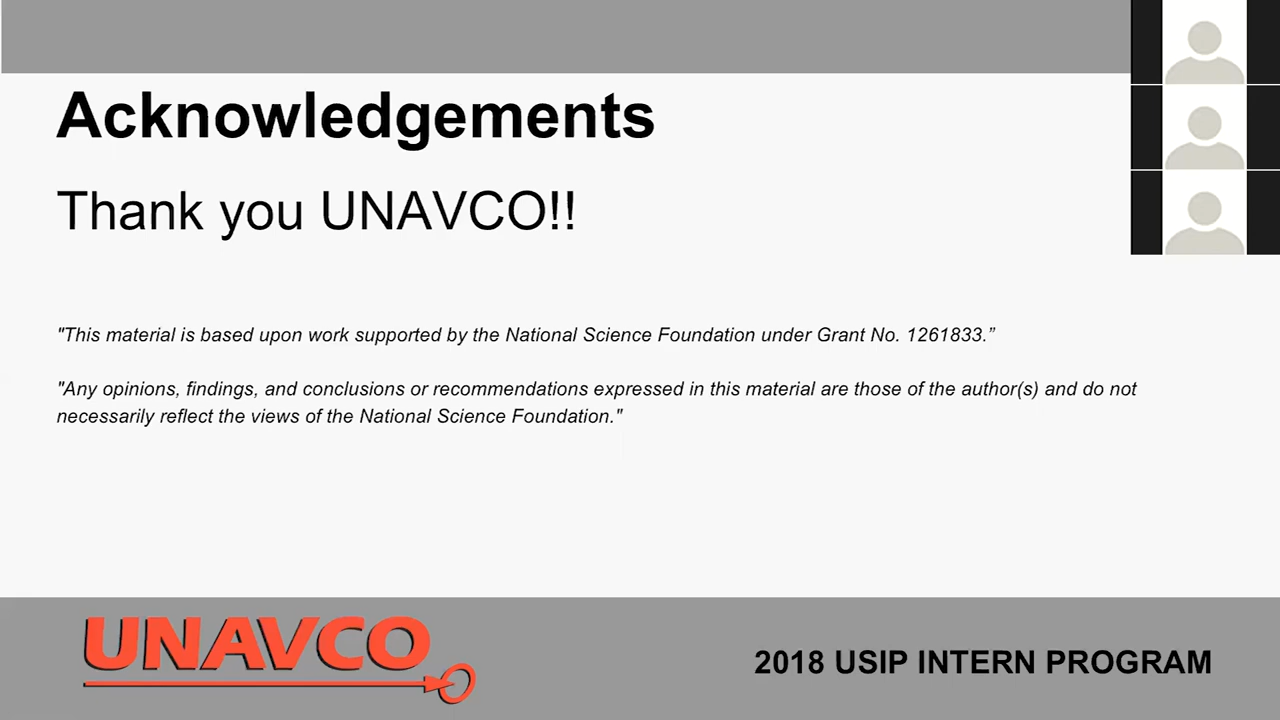 Acknowledgements
Thank you UNAVCO!!
"This material is based upon work supported by the National Science Foundation under Grant No. 1261833.”
"Any opinions, findings, and conclusions or recommendations expressed in this material are those of the author(s) and do not
necessarily reflect the views of the National Science Foundation."
UNAVCO
2018 USIP INTERN PROGRAM